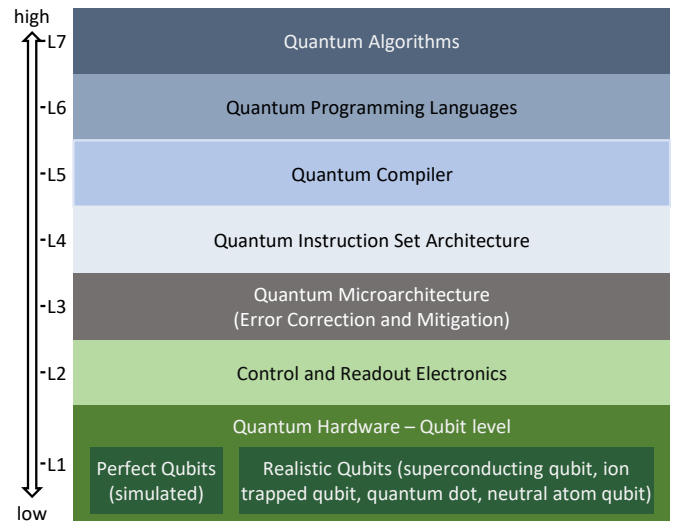 high
-L7 Quantum Algorithms
-L6 Quantum Programming Languages
-L5 Quantum Compiler
-L4 Quantum Instruction Set Architecture
-L3 Quantum Microarchitecture
(Error Correction and Mitigation)
-L2 Control and Readout Electronics
Quantum Hardware – Qubit level
-L1
Perfect Qubits
(simulated)
Realistic Qubits (superconducting qubit, ion
trapped qubit, quantum dot, neutral atom qubit)
low